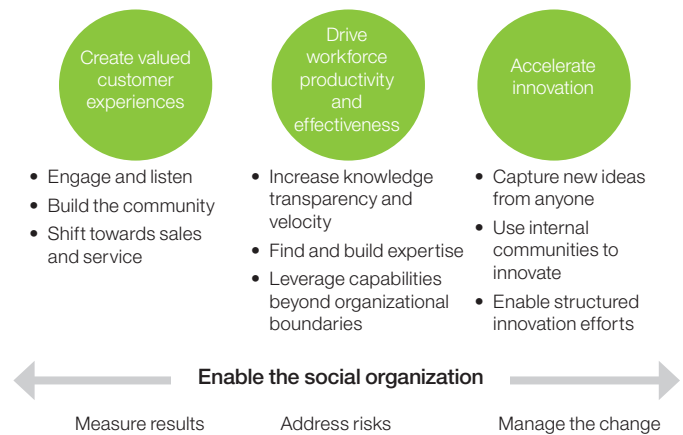 Create valued
customer
experiences
Drive
workforce
productivity
and
effectiveness
Accelerate
innovation
• Engage and listen
• Build the community
• Shift towards sales
and service
• Increase knowledge
transparency and
velocity
• Find and build expertise
• Leverage capabilities
beyond organizational
boundaries
• Capture new ideas
from anyone
• Use internal
communities to
innovate
• Enable structured
innovation efforts
Enable the social organization
Measure results
Address risks
Manage the change